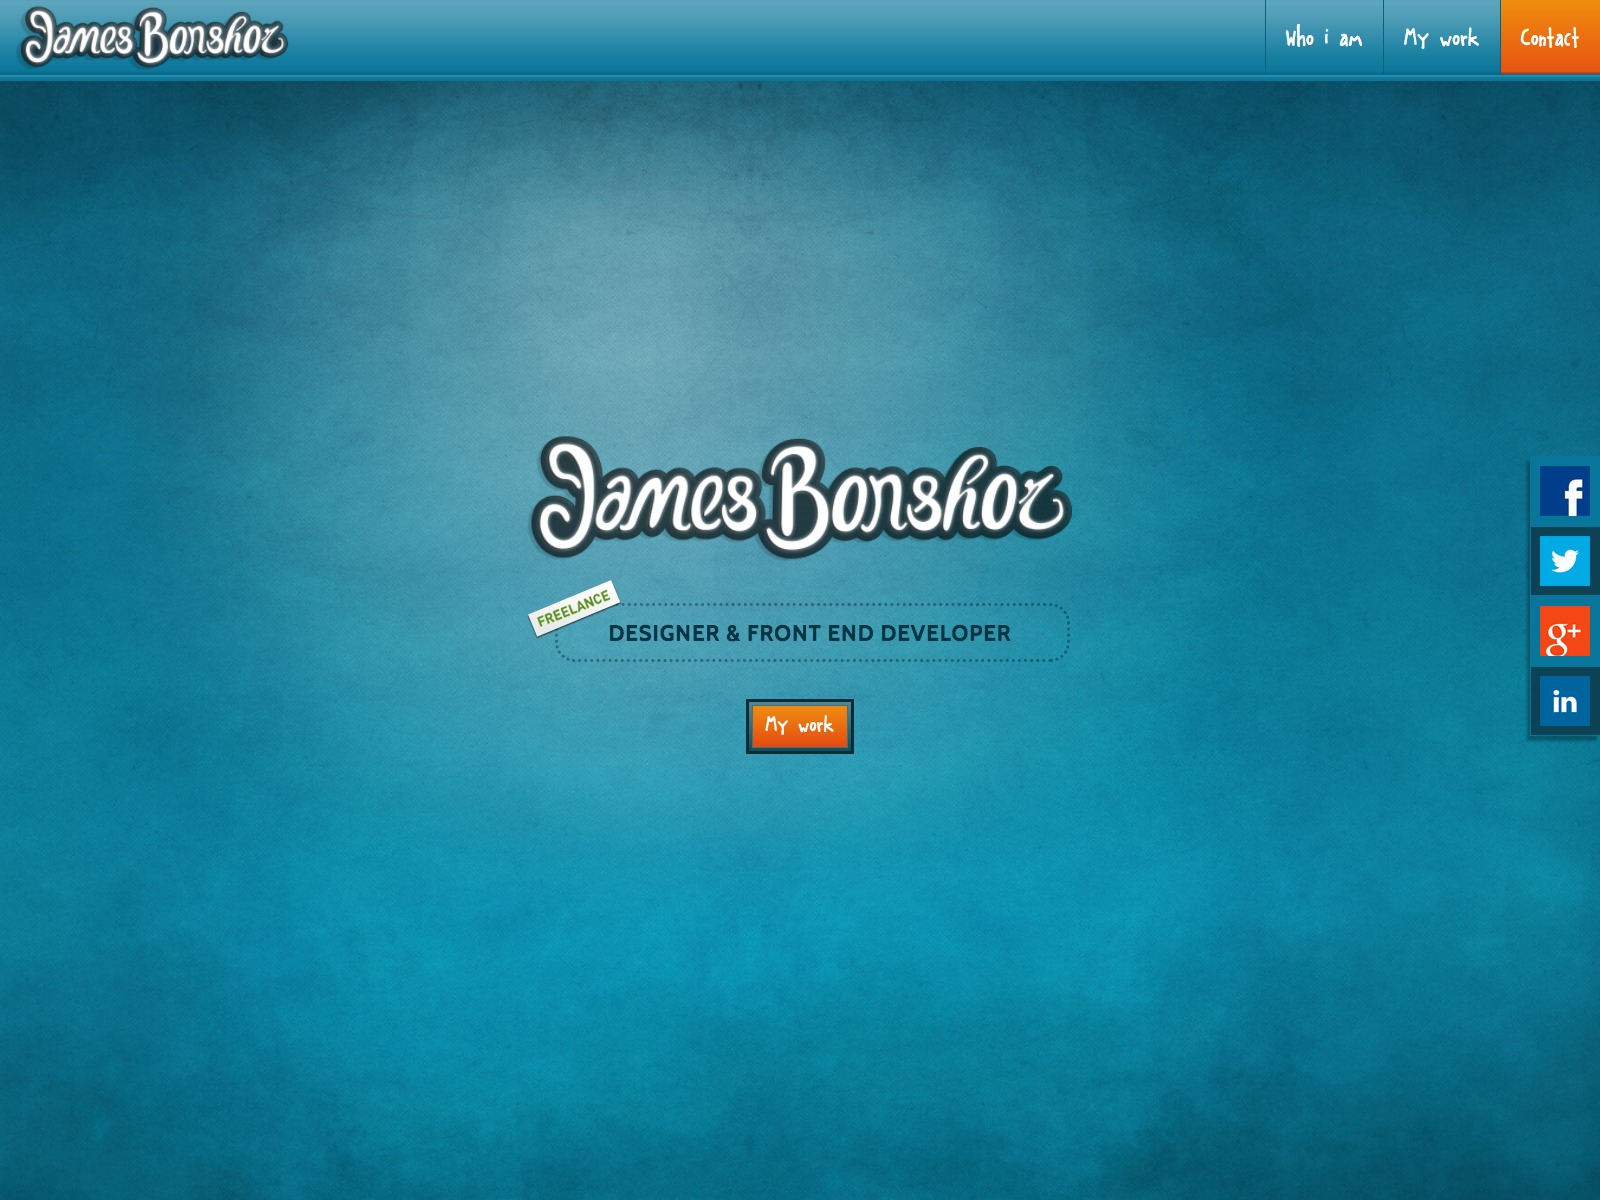 James Bonshor
Who i am
My work
Contact
James Bonshor
FREELANCE
DESIGNER & FRONT END DEVELOPER
My work
f
g+
in